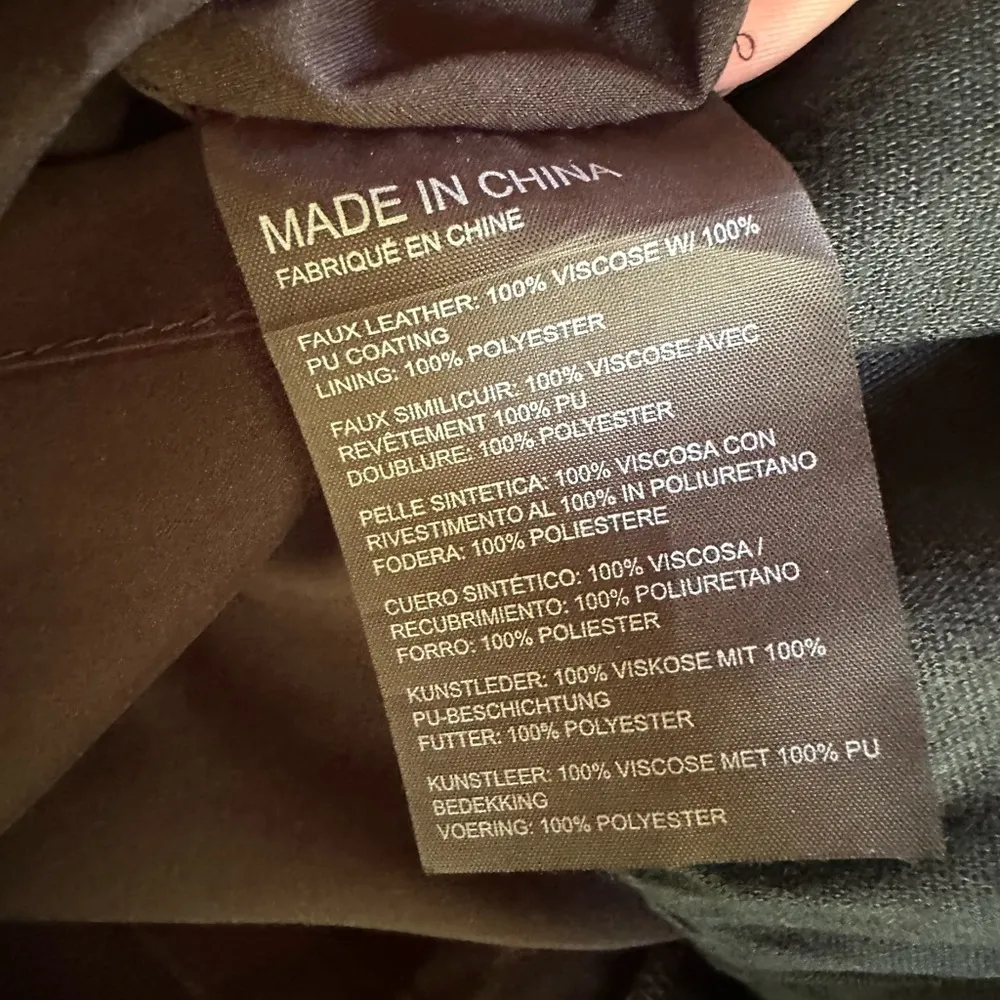 MADE IN CHINA
FABRIQUÉ EN CHINE
FAUX LEATHER: 100% VISCOSE W/ 100%
PU COATING
LINING: 100% POLYESTER
FAUX SIMILICUIR: 100% VISCOSE AVEC
REVÊTEMENT 100% PU
DOUBLURE: 100% POLYESTER
PELLE SINTETICA: 100% VISCOSA CON
RIVESTIMENTO AL 100% IN POLIURETANO
FODERA: 100% POLIESTERE
CUERO SINTÉTICO: 100% VISCOSA /
RECUBRIMIENTO: 100% POLIURETANO
FORRO: 100% POLIESTER
KUNSTLEDER: 100% VISKOSE MIT 100%
PU-BESCHICHTUNG
FUTTER: 100% POLYESTER
KUNSTLEER: 100% VISCOSE MET 100% PU
BEDEKKING
VOERING: 100% POLYESTER